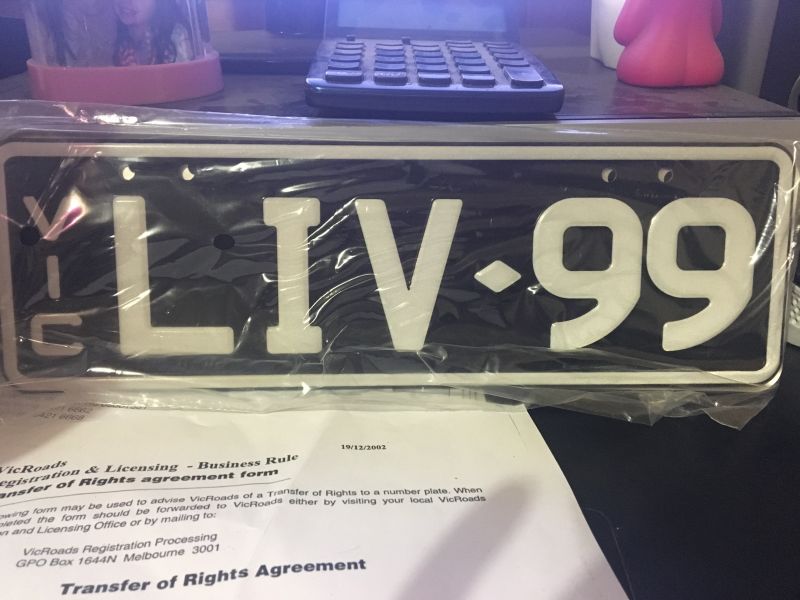 VIC
LIV·99
A21 6668
19/12/2002
VicRoads
Registration & Licensing - Business Rule
Transfer of Rights agreement form
form may be used to advise VicRoads of a Transfer of Rights to a number plate. When
the form should be forwarded to VicRoads either by visiting your local VicRoads
and Licensing Office or by mailing to:
VicRoads Registration Processing
GPO Box 1644N Melbourne 3001
Transfer of Rights Agreement